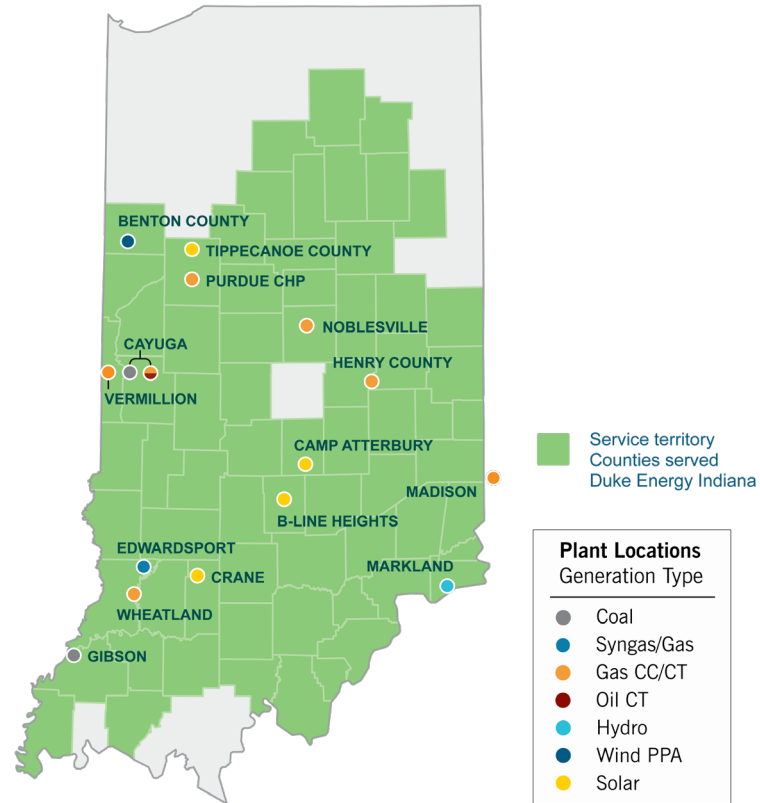 BENTON COUNTY
TIPPECANOE COUNTY
PURDUE CHP
NOBLESVILLE
CAYUGA
HENRY COUNTY
VERMILLION
CAMP ATTERBURY
MADISON
B-LINE HEIGHTS
EDWARDSPORT
MARKLAND
CRANE
WHEATLAND
GIBSON
Service territory
Counties served
Duke Energy Indiana
Plant Locations
Generation Type
Coal
Syngas/Gas
Gas CC/CT
Oil CT
Hydro
Wind PPA
Solar